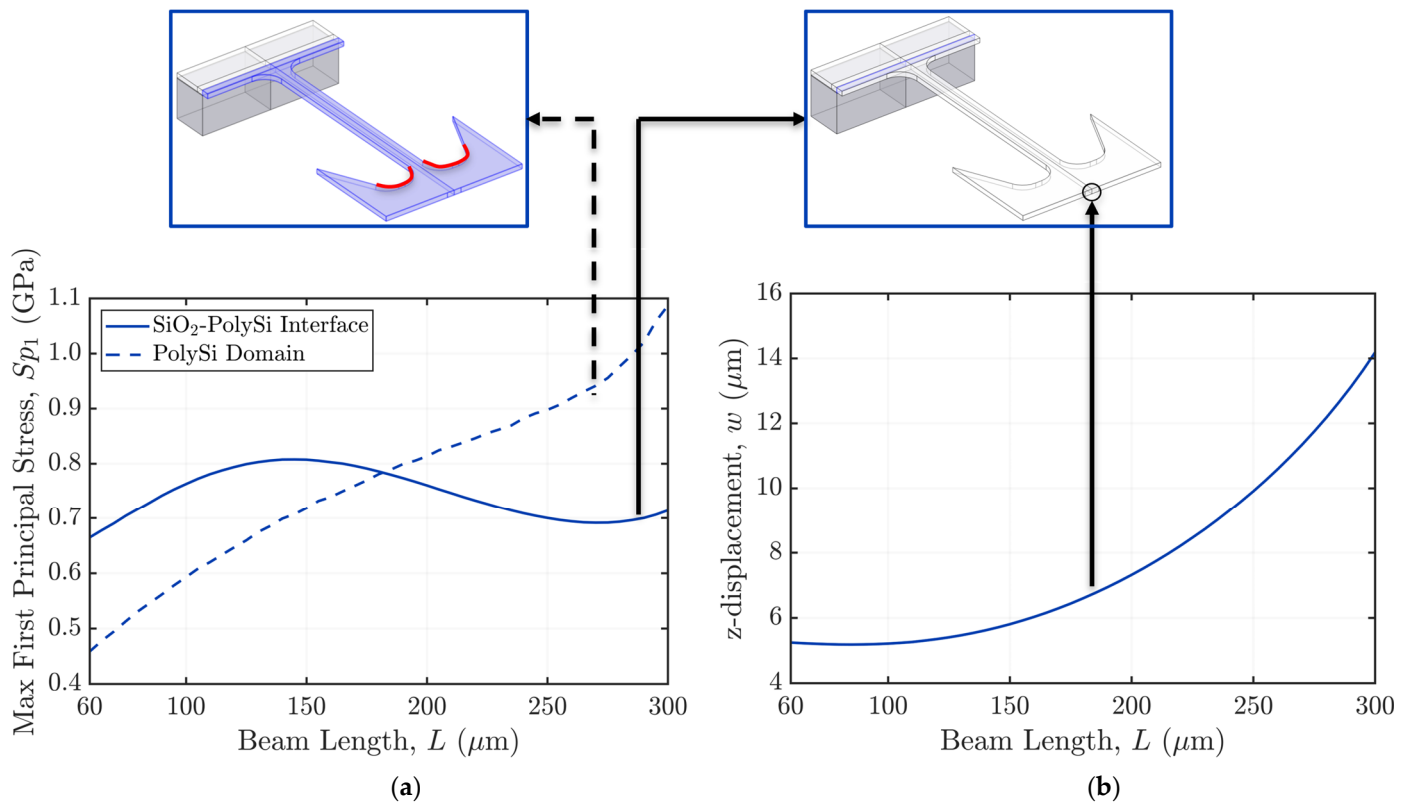 Max First Principal Stress, Sp₁ (GPa)
1.1
1.0
0.9
0.8
0.7
0.6
0.5
0.4
SiO₂-PolySi Interface
PolySi Domain
60 100 150 200 250 300
Beam Length, L (μm)
(a)
z-displacement, w (μm)
16
14
12
10
8
6
4
60 100 150 200 250 300
Beam Length, L (μm)
(b)